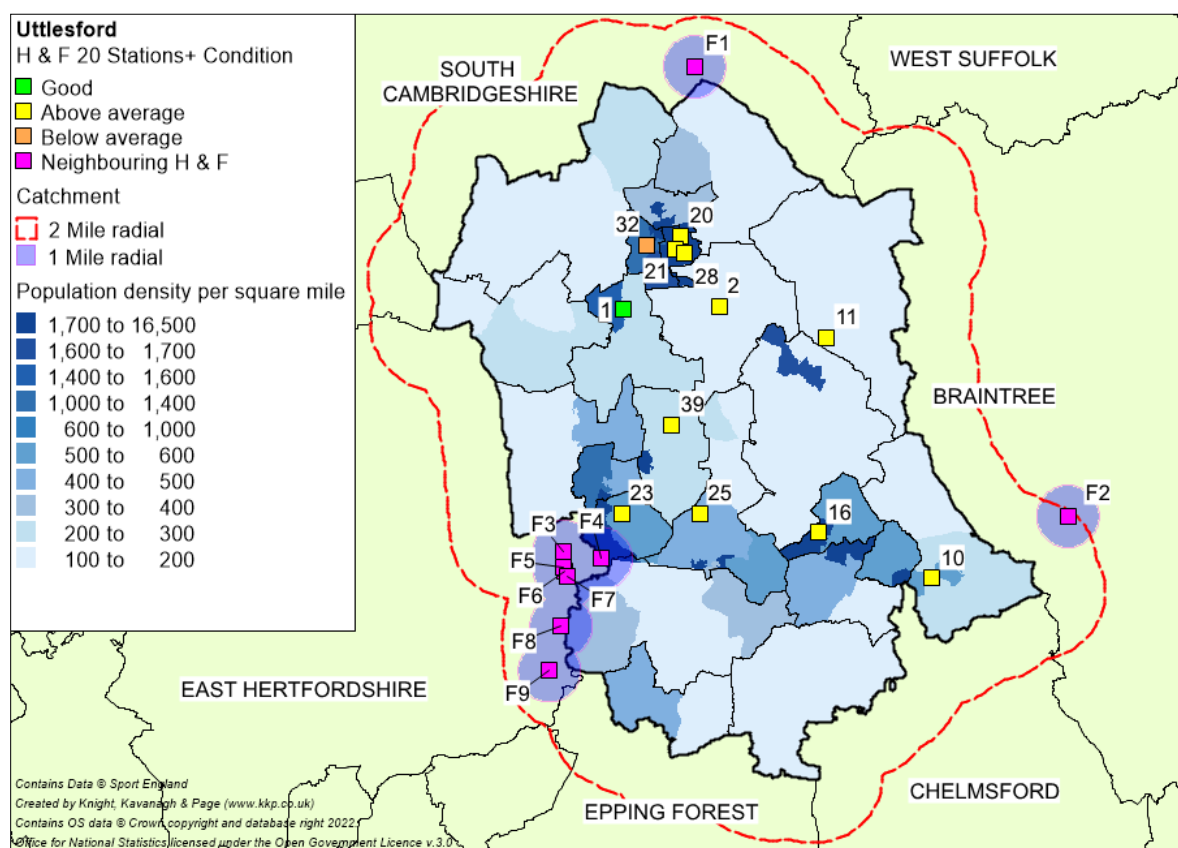 Uttlesford
H & F 20 Stations+ Condition
Good
Above average
Below average
Neighbouring H & F
Catchment
2 Mile radial
1 Mile radial
Population density per square mile
1,700 to 16,500
1,600 to 1,700
1,400 to 1,600
1,000 to 1,400
600 to 1,000
500 to 600
400 to 500
300 to 400
200 to 300
100 to 200
F1
WEST SUFFOLK
SOUTH
CAMBRIDGESHIRE
32
20
21
28
2
1
11
39
BRAINTREE
23
25
16
F2
F3
F4
F5
F6
F7
10
F8
F9
EAST HERTFORDSHIRE
CHELMSFORD
EPPING FOREST
Contains Data © Sport England
Created by Knight, Kavanagh & Page (www.kkp.co.uk)
Contains OS data © Crown copyright and database right 2022
Office for National Statistics licensed under the Open Government Licence v.3.0